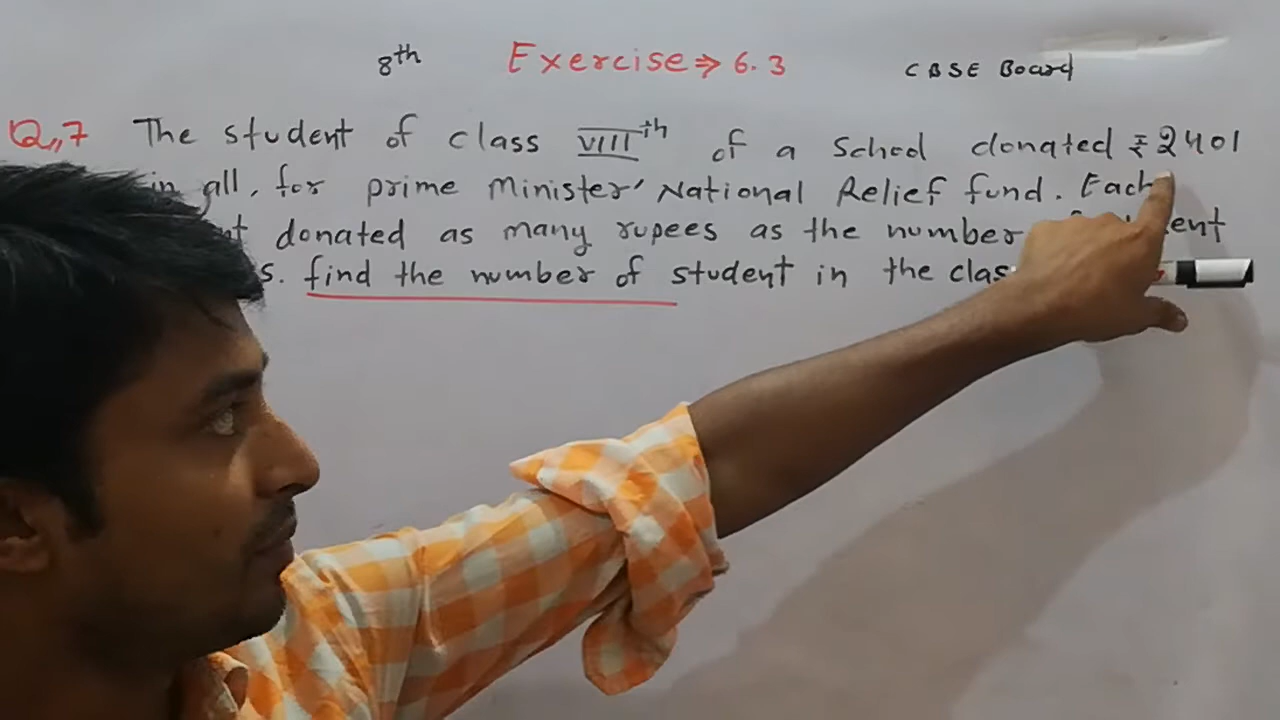 8th Exercise⇒ 6.3 CBSE Board
Q,,7 The student of class VIIIth of a School donated ₹2401
in all, for prime Minister' National Relief fund. Each
donated as many rupees as the number
s. find the number of student in the